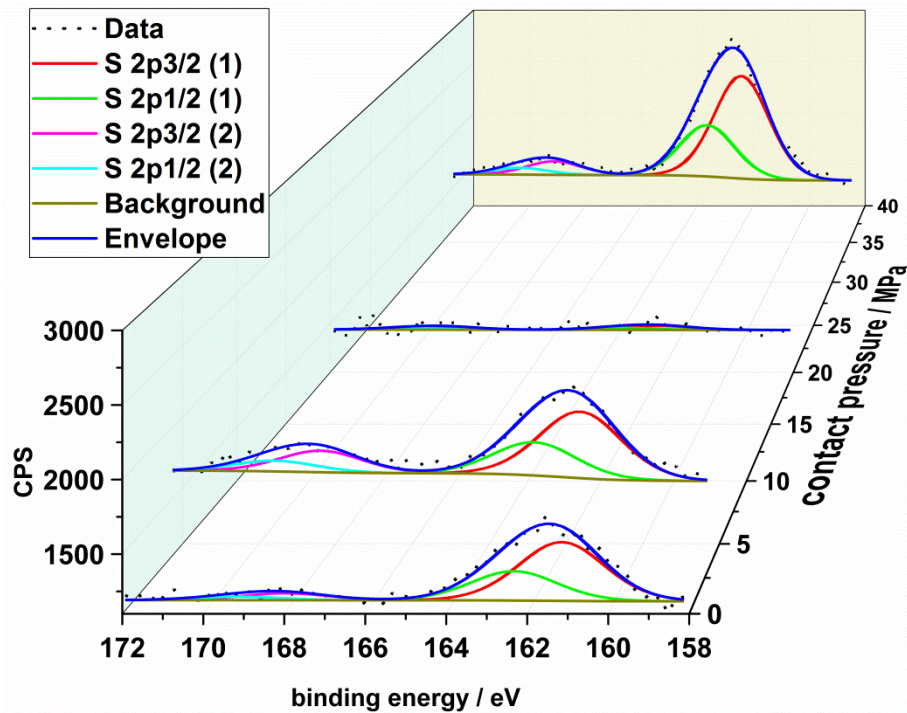 Data
S 2p3/2 (1)
S 2p1/2 (1)
S 2p3/2 (2)
S 2p1/2 (2)
Background
Envelope
3000
2500
2000
1500
CPS
172
170
168
166
164
162
160
158
binding energy / eV
0
5
10
15
20
25
30
35
40
Contact pressure / MPa